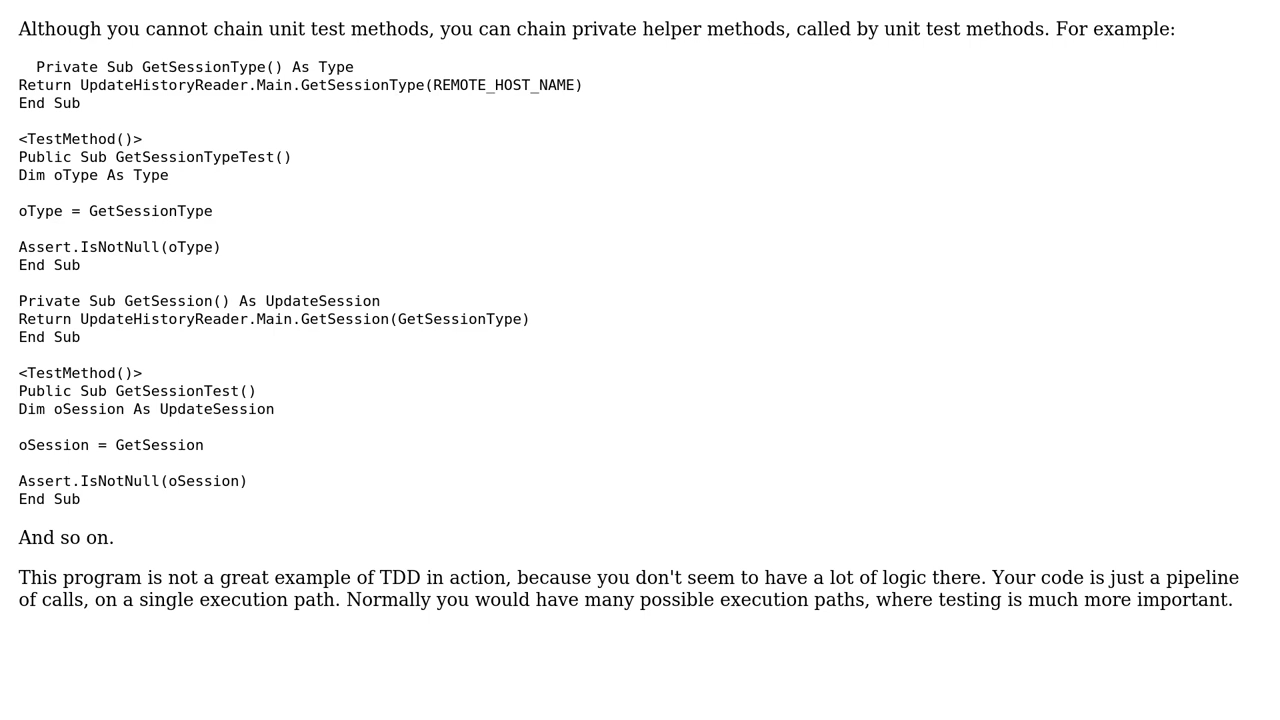 Although you cannot chain unit test methods, you can chain private helper methods, called by unit test methods. For example:
Private Sub GetSessionType() As Type
Return UpdateHistoryReader.Main.GetSessionType(REMOTE_HOST_NAME)
End Sub
<TestMethod()>
Public Sub GetSessionTypeTest()
Dim oType As Type
oType = GetSessionType
Assert.IsNotNull(oType)
End Sub
Private Sub GetSession() As UpdateSession
Return UpdateHistoryReader.Main.GetSession(GetSessionType)
End Sub
<TestMethod()>
Public Sub GetSessionTest()
Dim oSession As UpdateSession
oSession = GetSession
Assert.IsNotNull(oSession)
End Sub
And so on.
This program is not a great example of TDD in action, because you don't seem to have a lot of logic there. Your code is just a pipeline
of calls, on a single execution path. Normally you would have many possible execution paths, where testing is much more important.